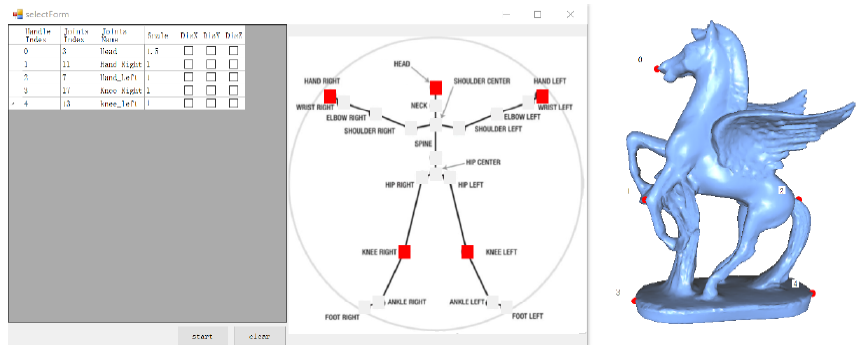 selectForm
Handle Index Joints Index Joints Name Scale DisX DisY DisZ
0 3 Head 1.5
1 11 Hand_Right 1
2 7 Hand_Left 1
3 17 Knee_Right 1
4 13 knee_left 1
HEAD
HAND RIGHT SHOULDER CENTER HAND LEFT
WRIST RIGHT NECK WRIST LEFT
ELBOW RIGHT ELBOW LEFT
SHOULDER RIGHT SHOULDER LEFT
SPINE
HIP CENTER
HIP RIGHT HIP LEFT
KNEE RIGHT KNEE LEFT
ANKLE RIGHT ANKLE LEFT
FOOT RIGHT FOOT LEFT
start clear
0
1
2
3
4